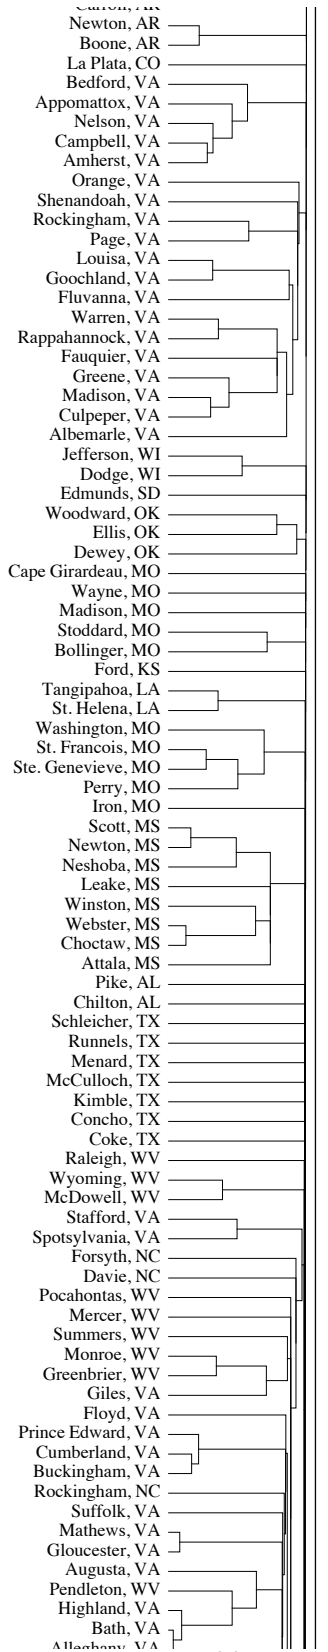 Carroll, AR
Newton, AR
Boone, AR
La Plata, CO
Bedford, VA
Appomattox, VA
Nelson, VA
Campbell, VA
Amherst, VA
Orange, VA
Shenandoah, VA
Rockingham, VA
Page, VA
Louisa, VA
Goochland, VA
Fluvanna, VA
Warren, VA
Rappahannock, VA
Fauquier, VA
Greene, VA
Madison, VA
Culpeper, VA
Albemarle, VA
Jefferson, WI
Dodge, WI
Edmunds, SD
Woodward, OK
Ellis, OK
Dewey, OK
Cape Girardeau, MO
Wayne, MO
Madison, MO
Stoddard, MO
Bollinger, MO
Ford, KS
Tangipahoa, LA
St. Helena, LA
Washington, MO
St. Francois, MO
Ste. Genevieve, MO
Perry, MO
Iron, MO
Scott, MS
Newton, MS
Neshoba, MS
Leake, MS
Winston, MS
Webster, MS
Choctaw, MS
Attala, MS
Pike, AL
Chilton, AL
Schleicher, TX
Runnels, TX
Menard, TX
McCulloch, TX
Kimble, TX
Concho, TX
Coke, TX
Raleigh, WV
Wyoming, WV
McDowell, WV
Stafford, VA
Spotsylvania, VA
Forsyth, NC
Davie, NC
Pocahontas, WV
Mercer, WV
Summers, WV
Monroe, WV
Greenbrier, WV
Giles, VA
Floyd, VA
Prince Edward, VA
Cumberland, VA
Buckingham, VA
Rockingham, NC
Suffolk, VA
Mathews, VA
Gloucester, VA
Augusta, VA
Pendleton, WV
Highland, VA
Bath, VA
Alleghany, VA